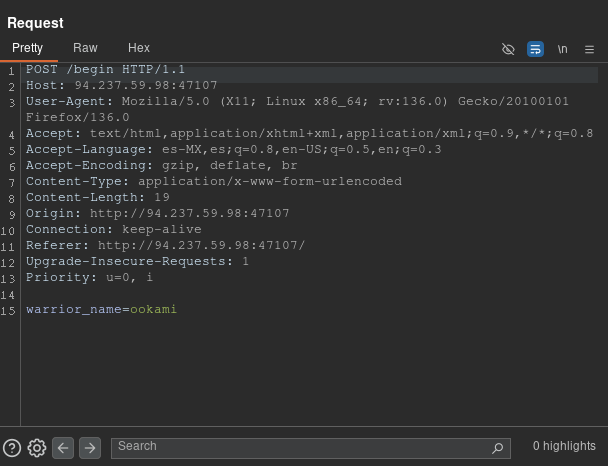 Request
Pretty Raw Hex \n
1 POST /begin HTTP/1.1
2 Host: 94.237.59.98:47107
3 User-Agent: Mozilla/5.0 (X11; Linux x86_64; rv:136.0) Gecko/20100101
Firefox/136.0
4 Accept: text/html,application/xhtml+xml,application/xml;q=0.9,*/*;q=0.8
5 Accept-Language: es-MX,es;q=0.8,en-US;q=0.5,en;q=0.3
6 Accept-Encoding: gzip, deflate, br
7 Content-Type: application/x-www-form-urlencoded
8 Content-Length: 19
9 Origin: http://94.237.59.98:47107
10 Connection: keep-alive
11 Referer: http://94.237.59.98:47107/
12 Upgrade-Insecure-Requests: 1
13 Priority: u=0, i
14
15 warrior_name=ookami
Search 0 highlights